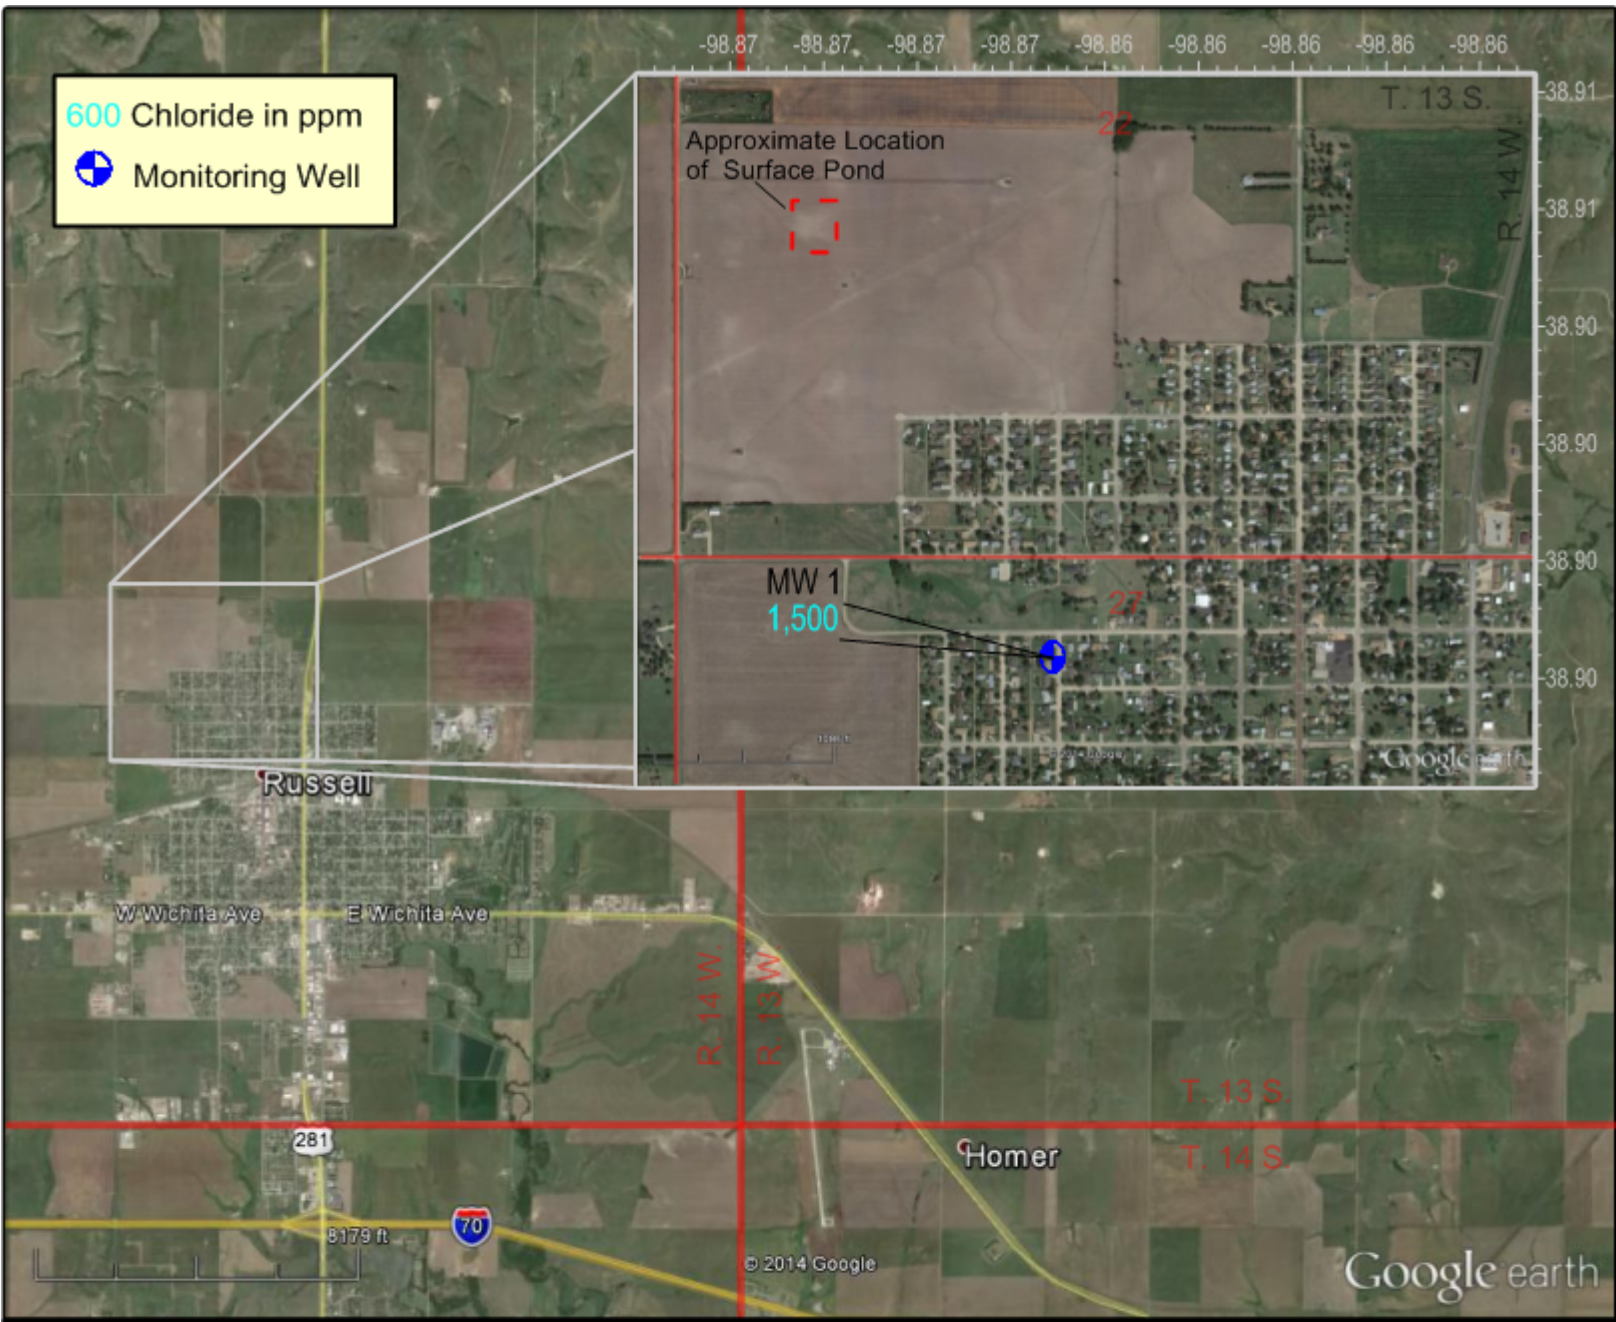 -98.87 -98.87 -98.87 -98.87 -98.86 -98.86 -98.86 -98.86 -98.86
600 Chloride in ppm
Monitoring Well
T. 13 S.
R. 14 W
22
Approximate Location
of Surface Pond
-38.91
-38.91
-38.90
-38.90
-38.90
-38.90
MW 1
1,500
27
© 2014 Google
Google earth
Russell
W Wichita Ave
E Wichita Ave
R. 14 W.
R. 13 W.
T. 13 S.
T. 14 S.
281
Homer
70
8179 ft
© 2014 Google
Google earth